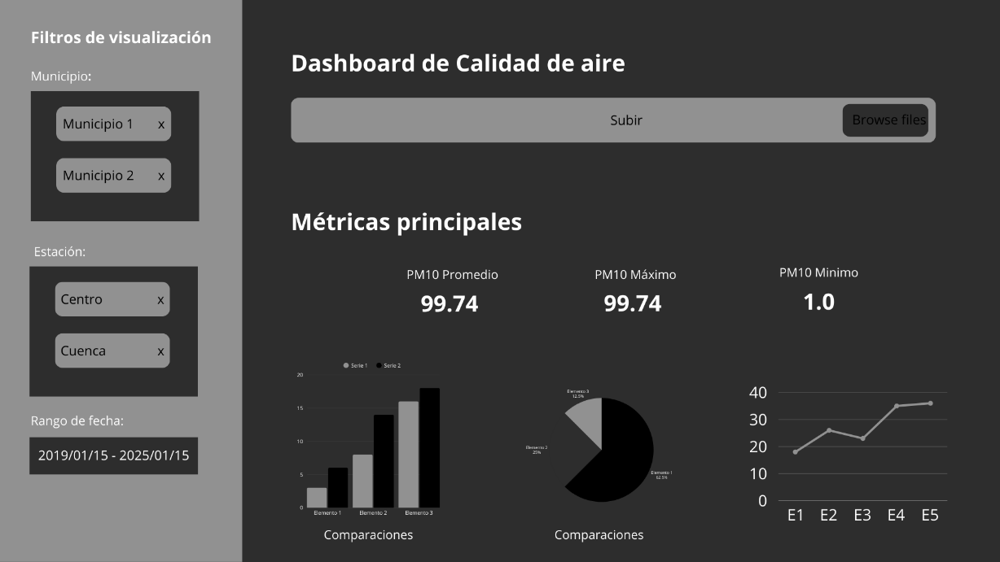 Filtros de visualización
Municipio:
Municipio 1 x
Municipio 2 x
Estación:
Centro x
Cuenca x
Rango de fecha:
2019/01/15 - 2025/01/15
Dashboard de Calidad de aire
Subir
Browse files
Métricas principales
PM10 Promedio
99.74
PM10 Máximo
99.74
PM10 Minimo
1.0
Serie 1 Serie 2
20
15
10
5
0
Elemento 1 Elemento 2 Elemento 3
Comparaciones
Elemento 3
12.5%
Elemento 2
25%
Elemento 1
62.5%
Comparaciones
40
30
20
10
0
E1 E2 E3 E4 E5